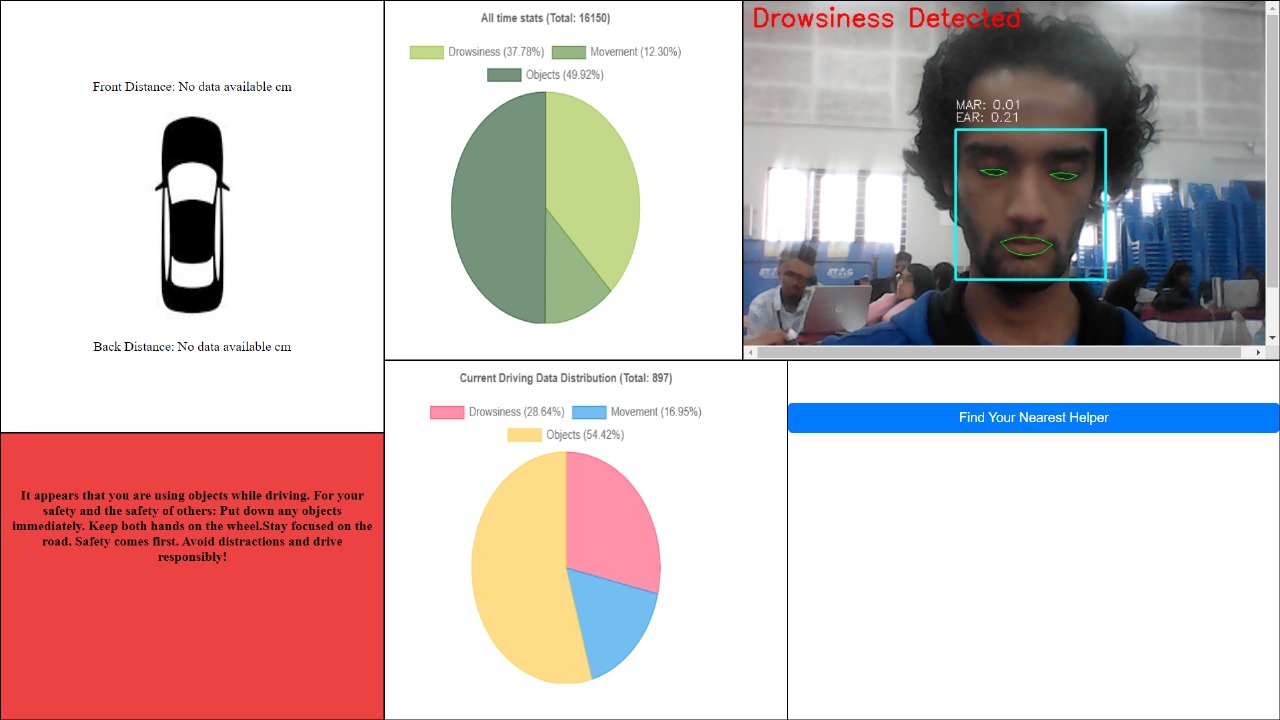 Front Distance: No data available cm
Back Distance: No data available cm
It appears that you are using objects while driving. For your
safety and the safety of others: Put down any objects
immediately. Keep both hands on the wheel.Stay focused on the
road. Safety comes first. Avoid distractions and drive
responsibly!
All time stats (Total: 16150)
Drowsiness (37.78%) Movement (12.30%)
Objects (49.92%)
Current Driving Data Distribution (Total: 897)
Drowsiness (28.64%) Movement (16.95%)
Objects (54.42%)
Drowsiness Detected
MAR: 0.01
EAR: 0.21
Find Your Nearest Helper